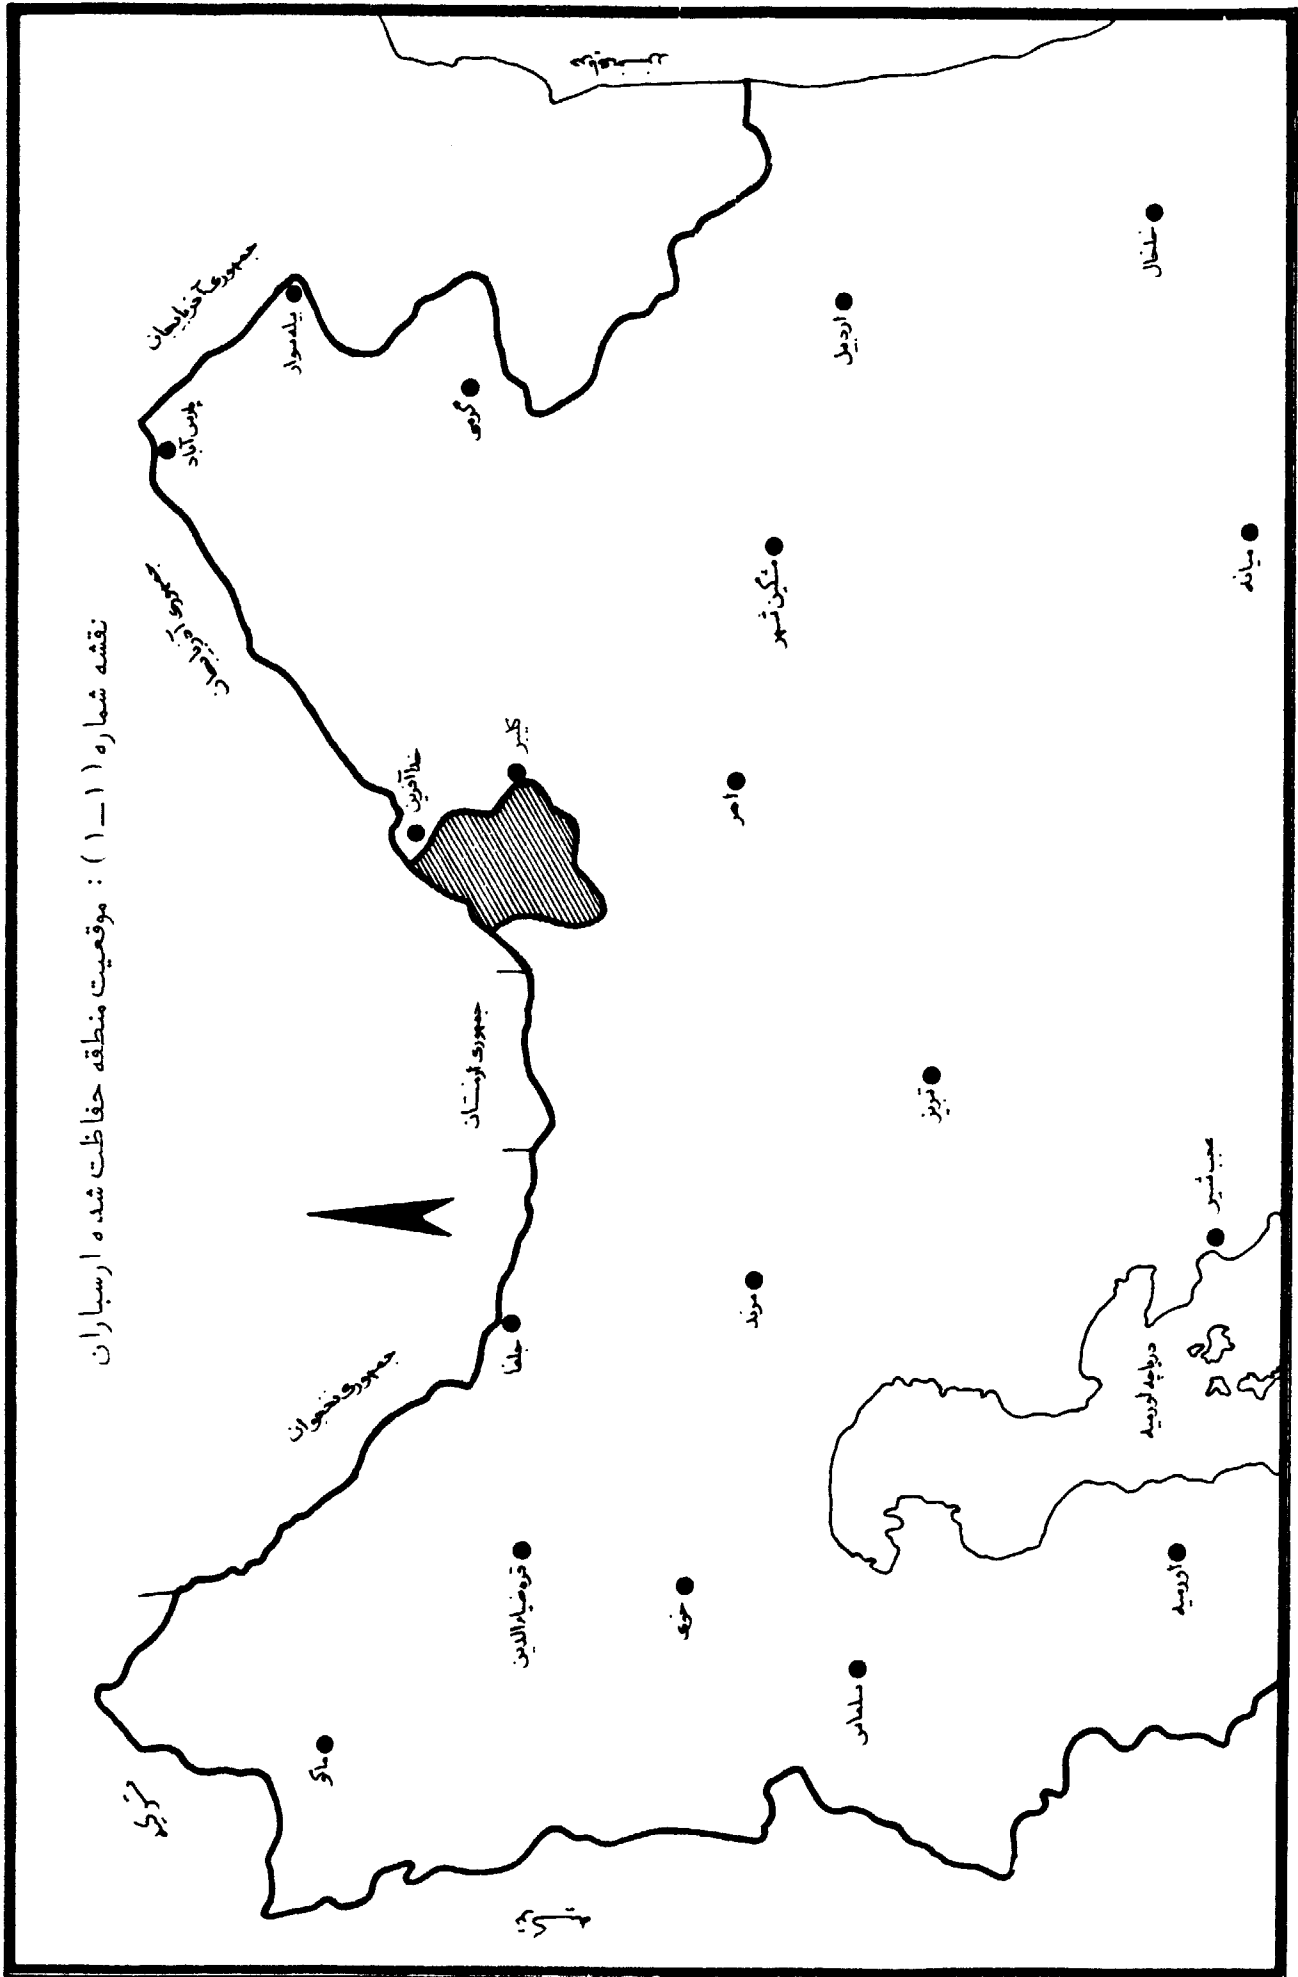 نقشه شماره (۱ــ۱) : موقعیت منطقه حفاظت شده ارسباران
ترکیه
ماکو
قره ضیاءالدین
خوی
سلماس
اورمیه
دریاچه اورمیه
عجب شیر
جمهوری نخجوان
جلفا
مرند
تبریز
جمهوری ارمنستان
خداآفرین
کلیبر
اهر
جمهوری آذربایجان
مشگین شهر
میانه
پارس آباد
گرمی
جمهوری آذربایجان
بیله سوار
اردبیل
خلخال